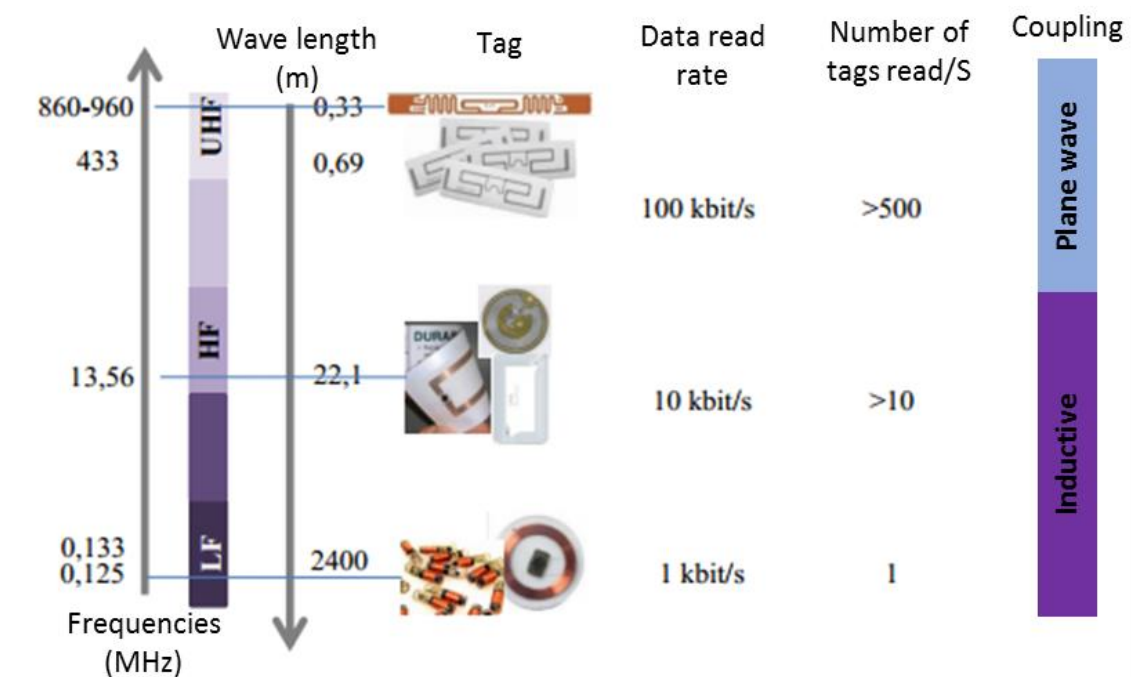 Wave length
(m)
Tag
Data read
rate
Number of
tags read/S
Coupling
860-960
UHF
0,33
433
0,69
100 kbit/s
>500
Plane wave
HF
DURA
13,56
22,1
10 kbit/s
>10
Inductive
0,133
0,125
LF
2400
1 kbit/s
1
Frequencies
(MHz)